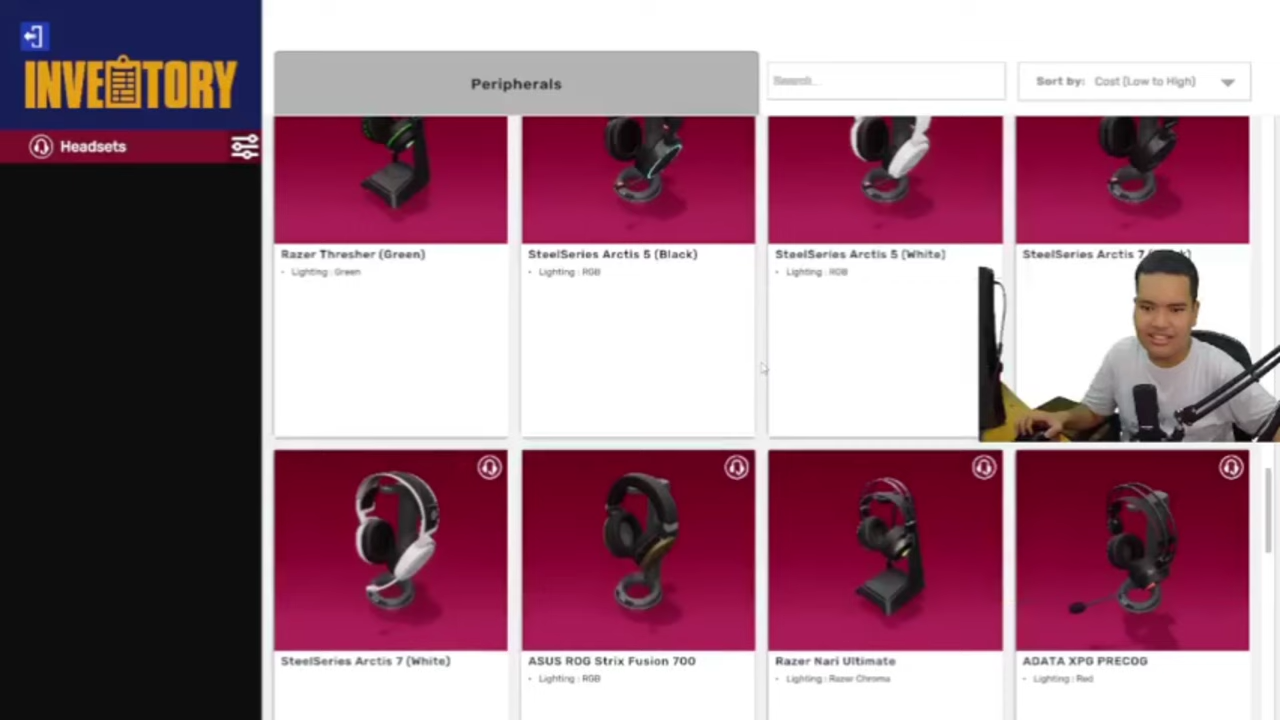 INVENTORY
Headsets
Peripherals
Search...
Sort by: Cost (Low to High)
Razer Thresher (Green)
• Lighting : Green
SteelSeries Arctis 5 (Black)
• Lighting : RGB
SteelSeries Arctis 5 (White)
• Lighting : RGB
SteelSeries Arctis 7
SteelSeries Arctis 7 (White)
ASUS ROG Strix Fusion 700
• Lighting : RGB
Razer Nari Ultimate
• Lighting : Razer Chroma
ADATA XPG PRECOG
• Lighting : Red